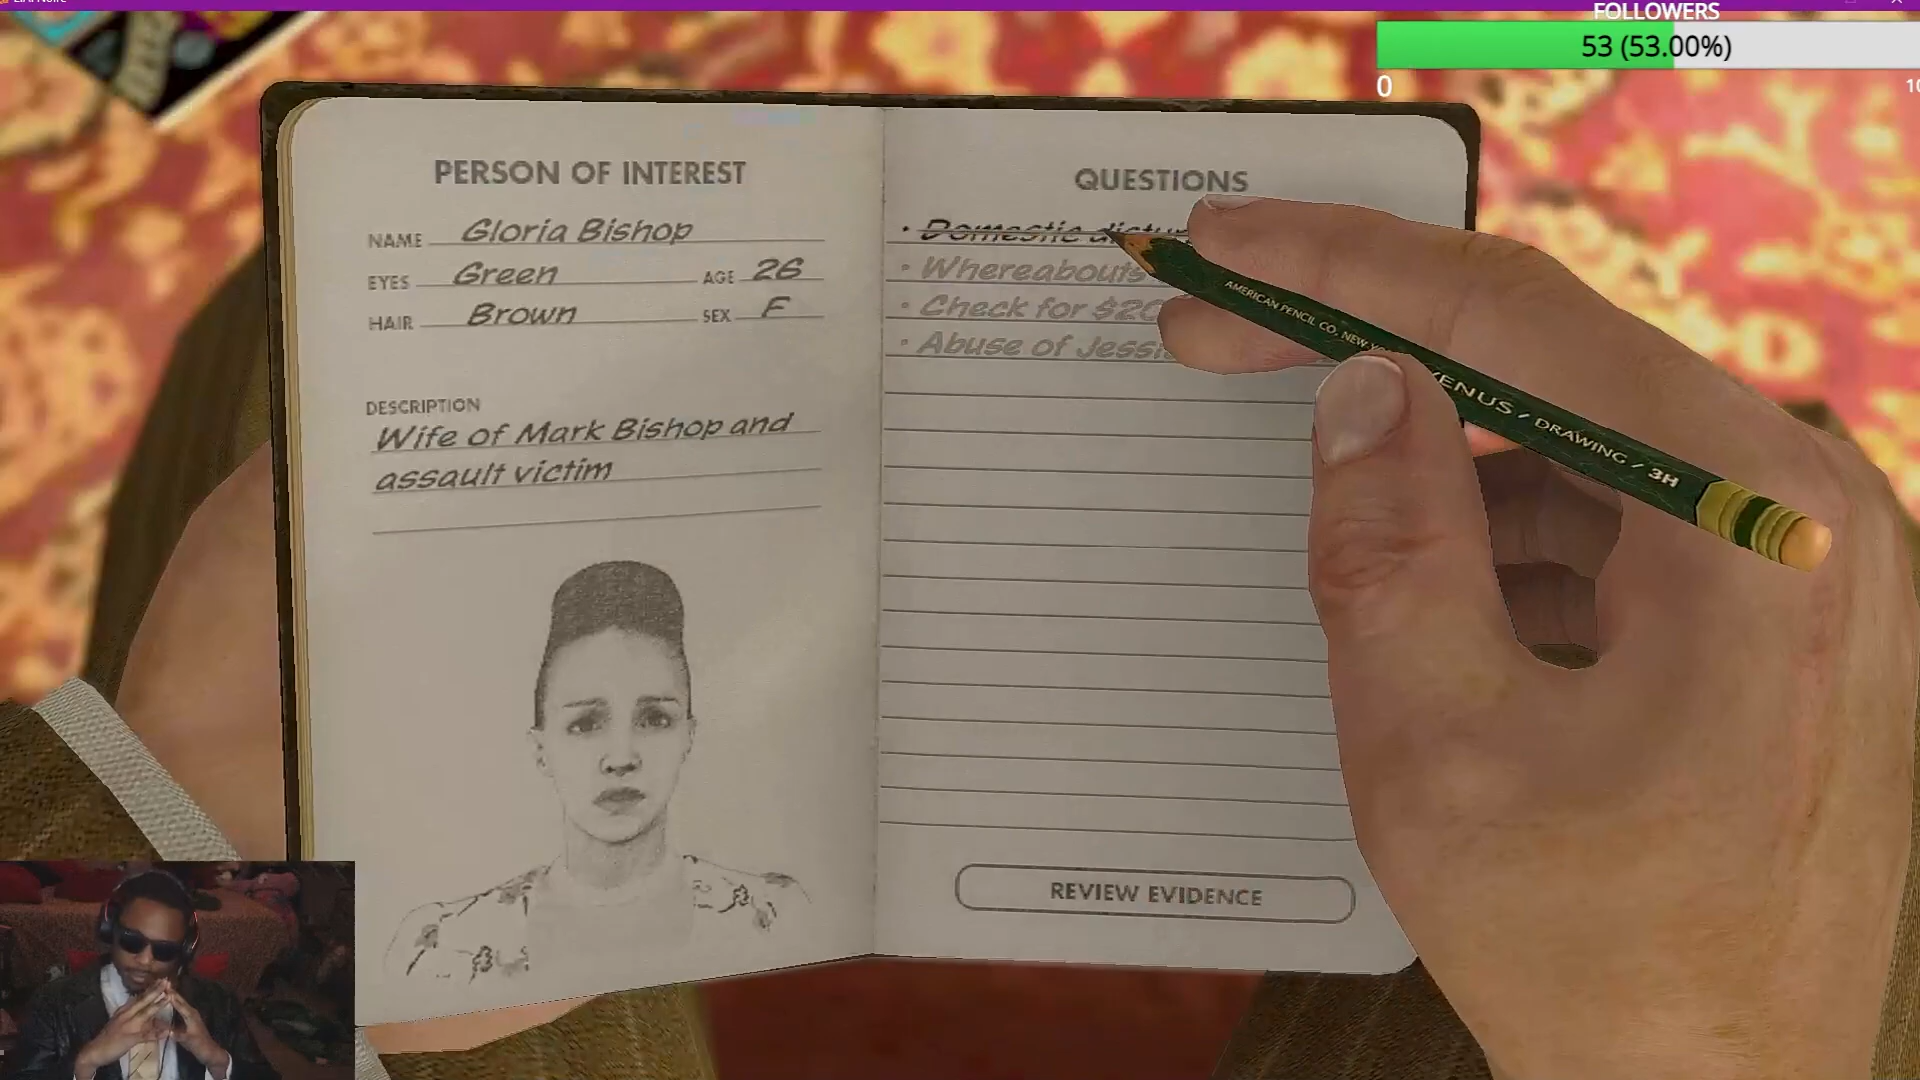 FOLLOWERS
53 (53.00%)
0
PERSON OF INTEREST
NAME Gloria Bishop
EYES Green AGE 26
HAIR Brown SEX F
DESCRIPTION
Wife of Mark Bishop and
assault victim
QUESTIONS
· Domestic
· Whereabouts
· Check for
· Abuse of
REVIEW EVIDENCE
AMERICAN PENCIL CO. NEW
VENUS / DRAWING / 3H